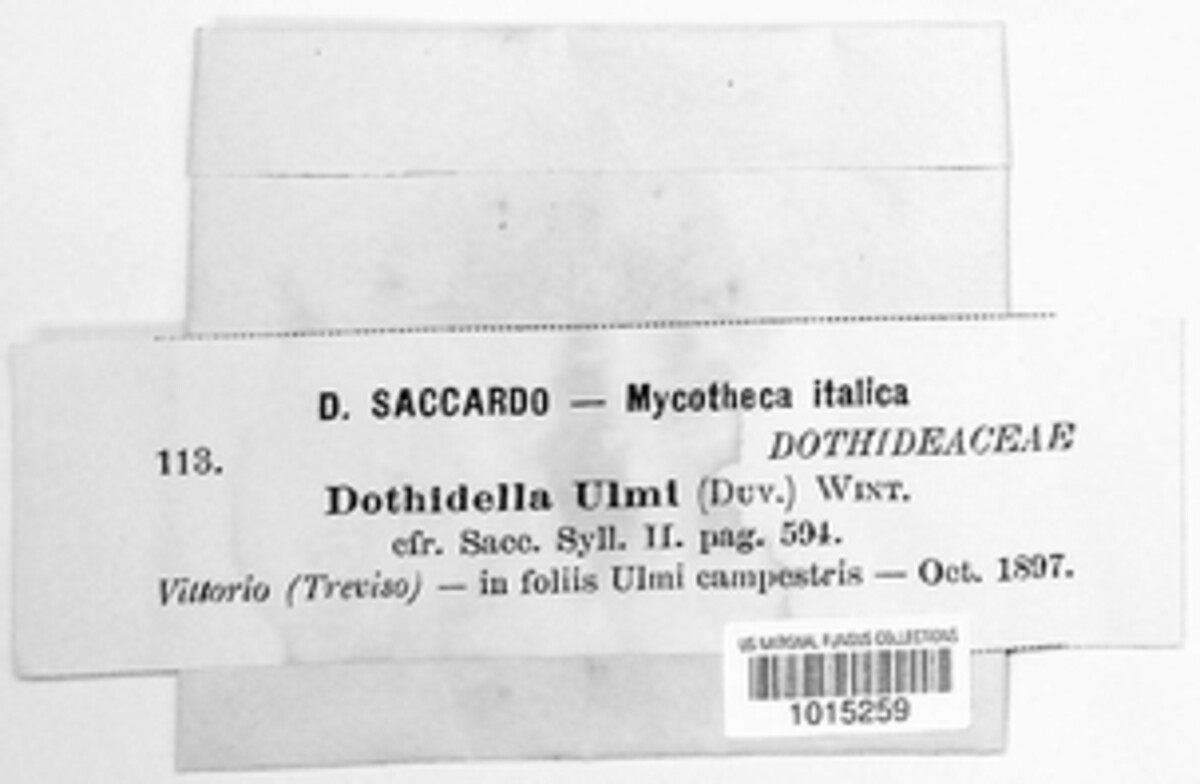 D. SACCARDO — Mycotheca italica
DOTHIDEACEAE
113.
Dothidella Ulmi (Duv.) Wint.
cfr. Sacc. Syll. II. pag. 594.
Vittorio (Treviso) — in foliis Ulmi campestris — Oct. 1897.
US NATIONAL FUNGUS COLLECTIONS
1015259